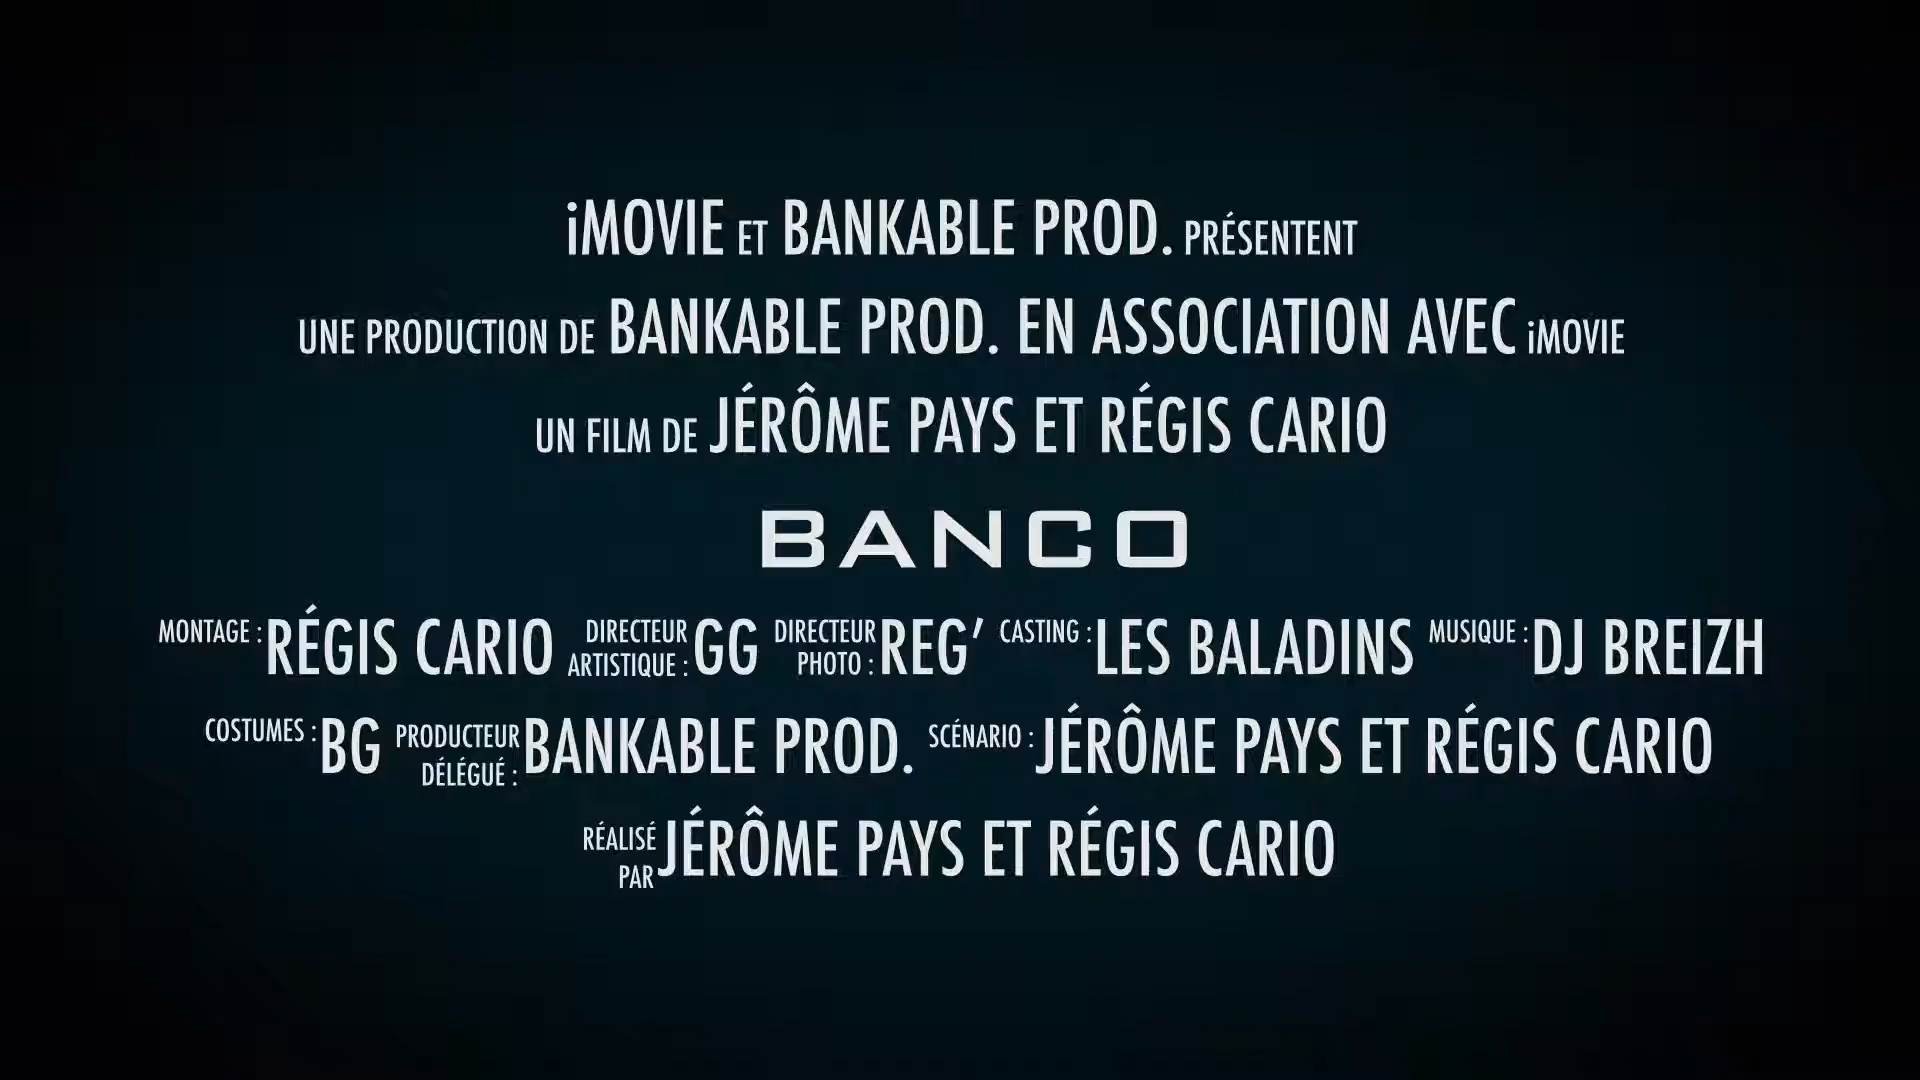 iMOVIE ET BANKABLE PROD. PRÉSENTENT
UNE PRODUCTION DE BANKABLE PROD. EN ASSOCIATION AVEC iMOVIE
UN FILM DE JÉRÔME PAYS ET RÉGIS CARIO
BANCO
MONTAGE : RÉGIS CARIO DIRECTEUR ARTISTIQUE : GG DIRECTEUR PHOTO : REG’ CASTING : LES BALADINS MUSIQUE : DJ BREIZH
COSTUMES : BG PRODUCTEUR DÉLÉGUÉ : BANKABLE PROD. SCÉNARIO : JÉRÔME PAYS ET RÉGIS CARIO
RÉALISÉ PAR JÉRÔME PAYS ET RÉGIS CARIO